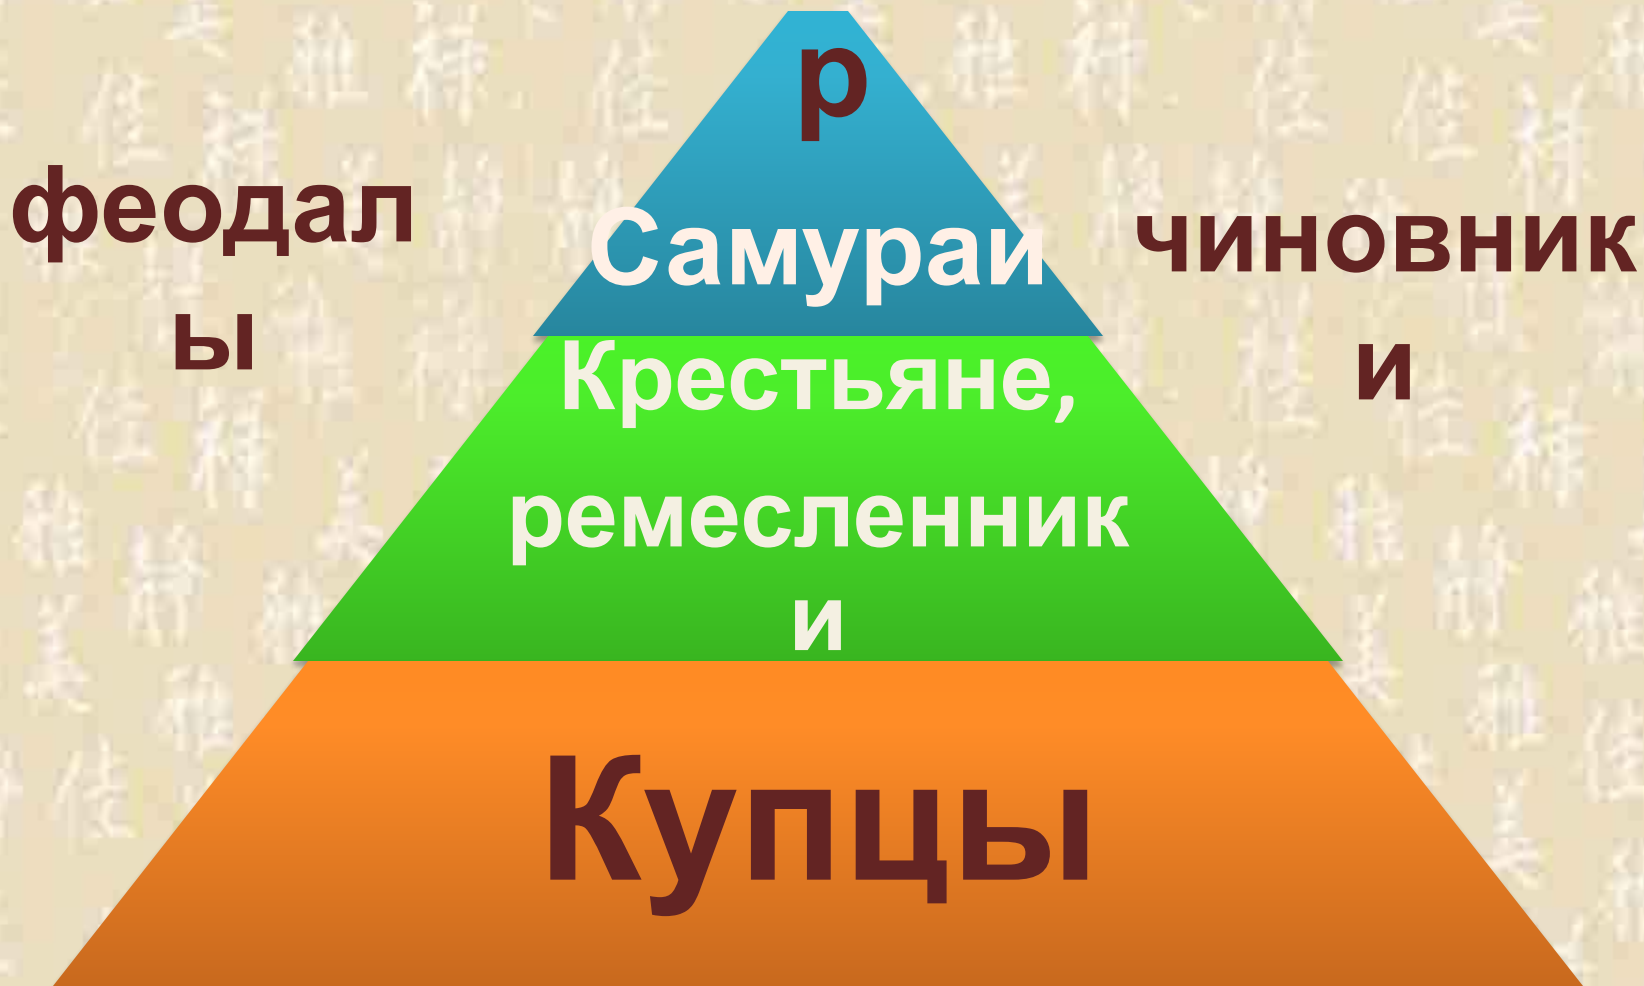 р
феодал
ы
Самураи
чиновник
и
Крестьяне,
ремесленник
и
Купцы